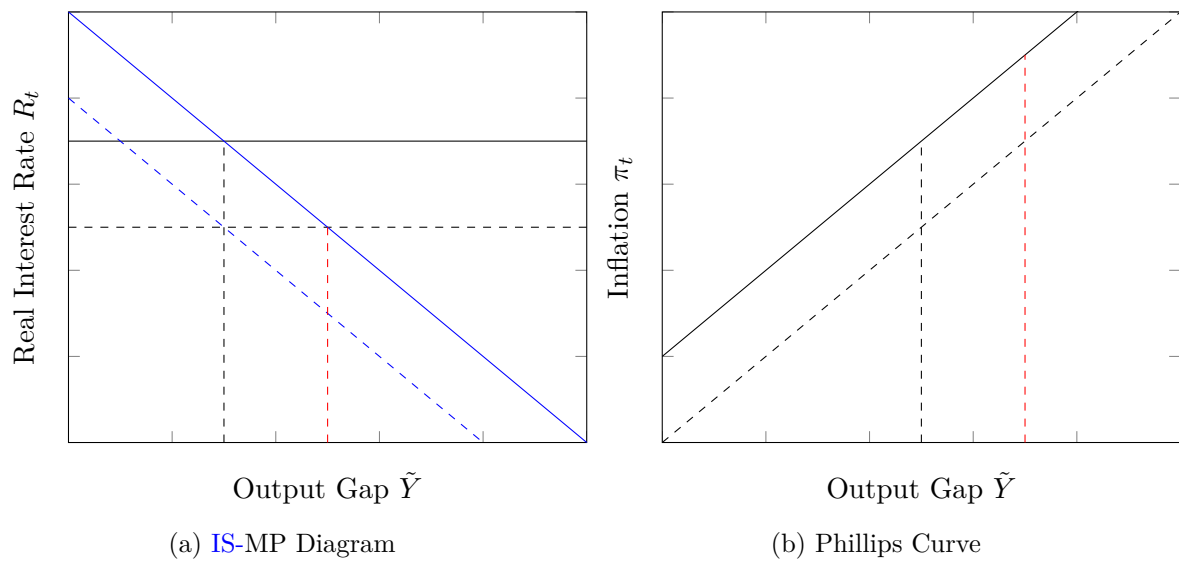 Real Interest Rate R_t
Output Gap Ỹ
(a) IS-MP Diagram
Inflation π_t
Output Gap Ỹ
(b) Phillips Curve